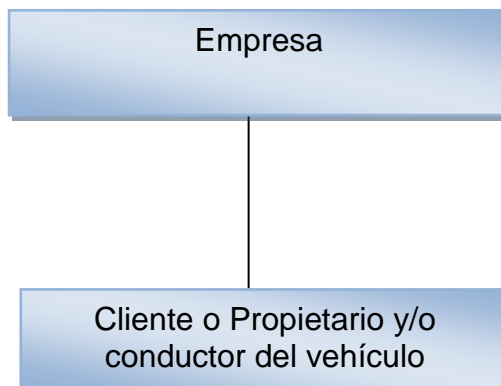 Empresa
Cliente o Propietario y/o
conductor del vehículo